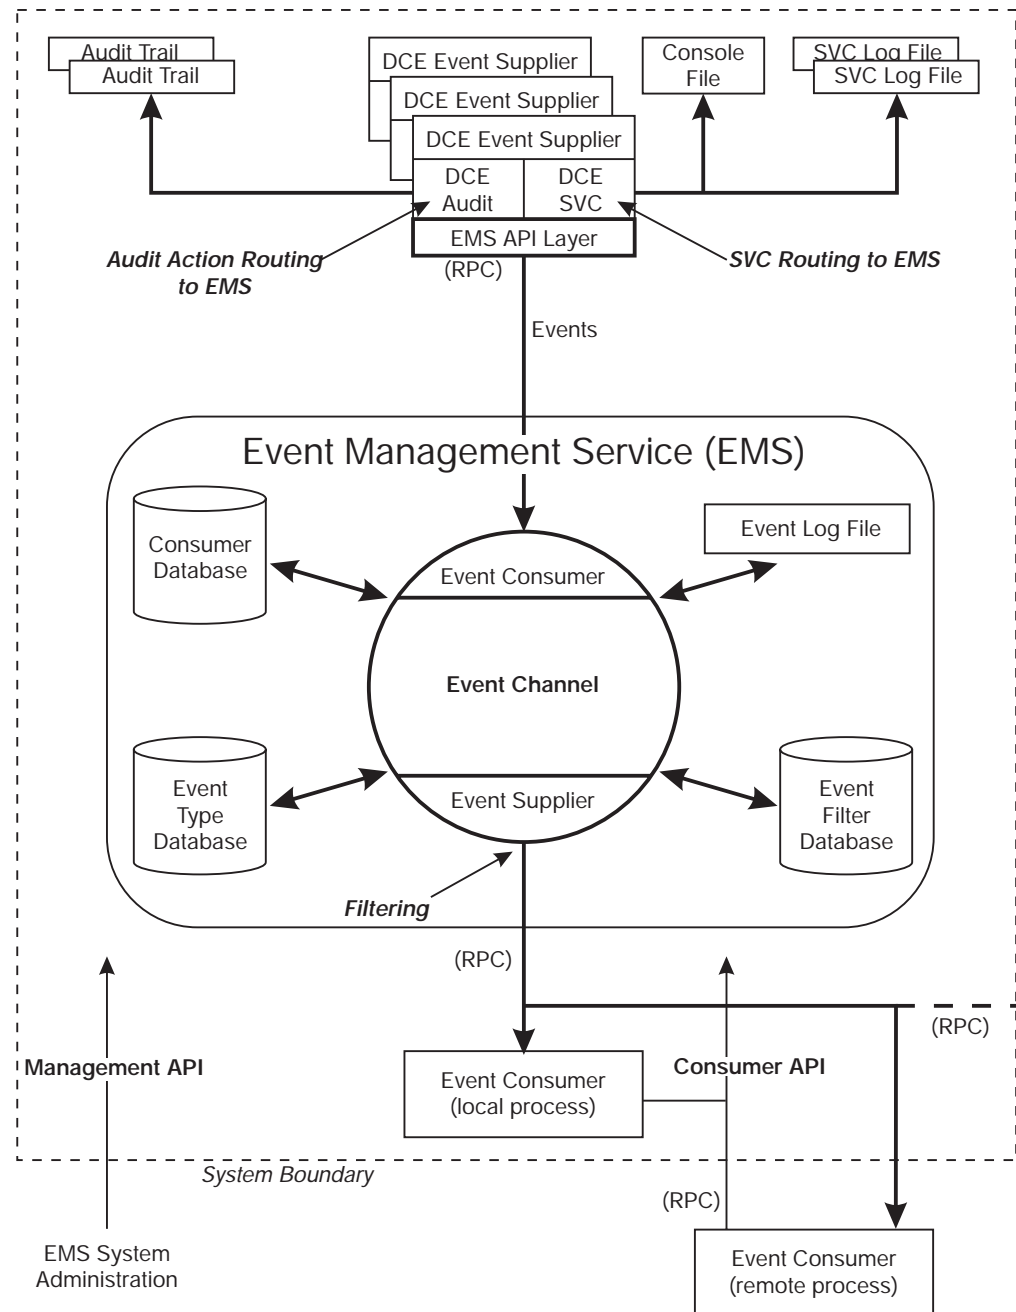 Audit Trail
Audit Trail
DCE Event Supplier
DCE Event Supplier
DCE Event Supplier
DCE
Audit
DCE
SVC
EMS API Layer
(RPC)
Console
File
SVC Log File
SVC Log File
Audit Action Routing
to EMS
SVC Routing to EMS
Events
Event Management Service (EMS)
Consumer
Database
Event Log File
Event Consumer
Event Channel
Event Supplier
Event
Type
Database
Event
Filter
Database
Filtering
(RPC)
(RPC)
Management API
Event Consumer
(local process)
Consumer API
System Boundary
(RPC)
EMS System
Administration
Event Consumer
(remote process)